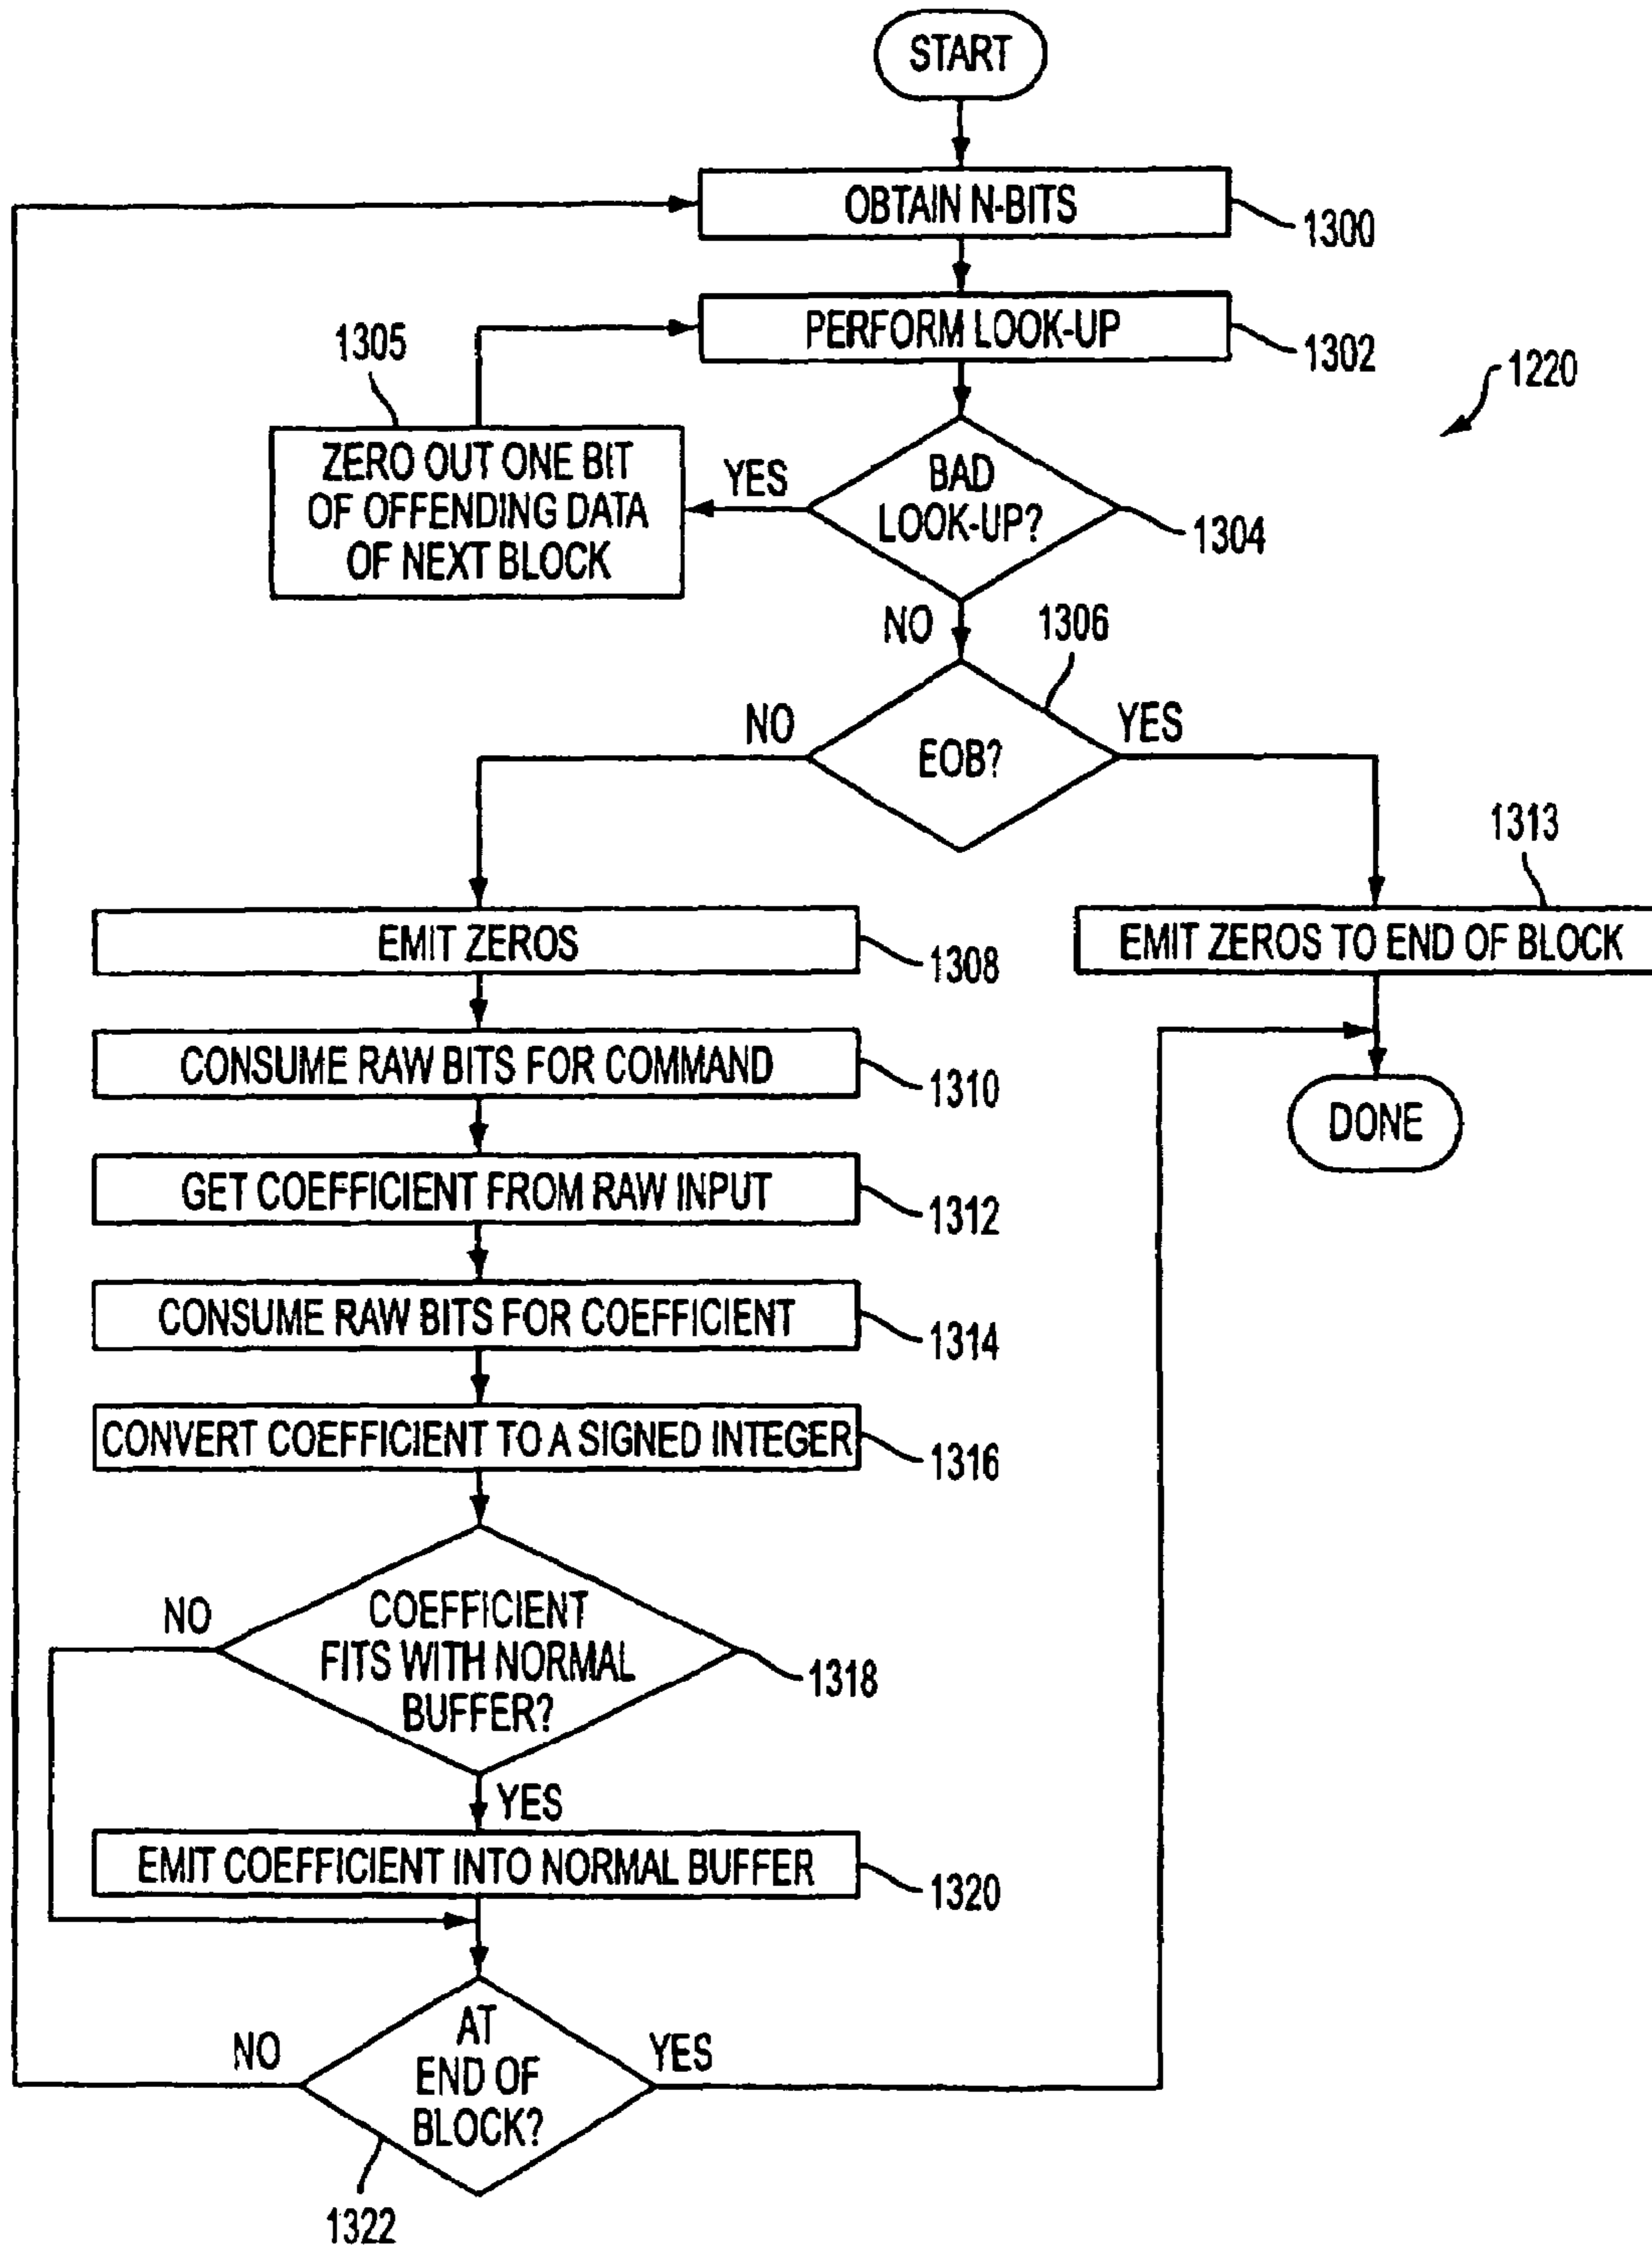 START
OBTAIN N-BITS
1300
PERFORM LOOK-UP
1302
1305
1220
ZERO OUT ONE BIT
OF OFFENDING DATA
OF NEXT BLOCK
YES
BAD
LOOK-UP?
1304
NO
1306
NO
EOB?
YES
1313
EMIT ZEROS
1308
EMIT ZEROS TO END OF BLOCK
CONSUME RAW BITS FOR COMMAND
1310
DONE
GET COEFFICIENT FROM RAW INPUT
1312
CONSUME RAW BITS FOR COEFFICIENT
1314
CONVERT COEFFICIENT TO A SIGNED INTEGER
1316
NO
COEFFICIENT
FITS WITH NORMAL
BUFFER?
1318
YES
EMIT COEFFICIENT INTO NORMAL BUFFER
1320
NO
AT
END OF
BLOCK?
YES
1322